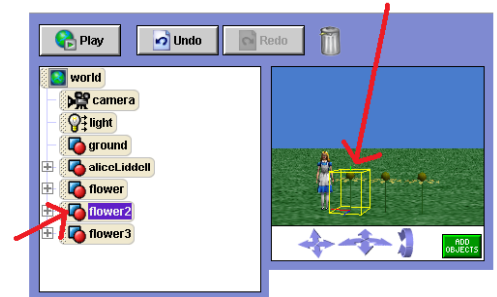 Play Undo Redo
world
camera
light
ground
aliceLiddell
flower
flower2
flower3
ADD
OBJECTS